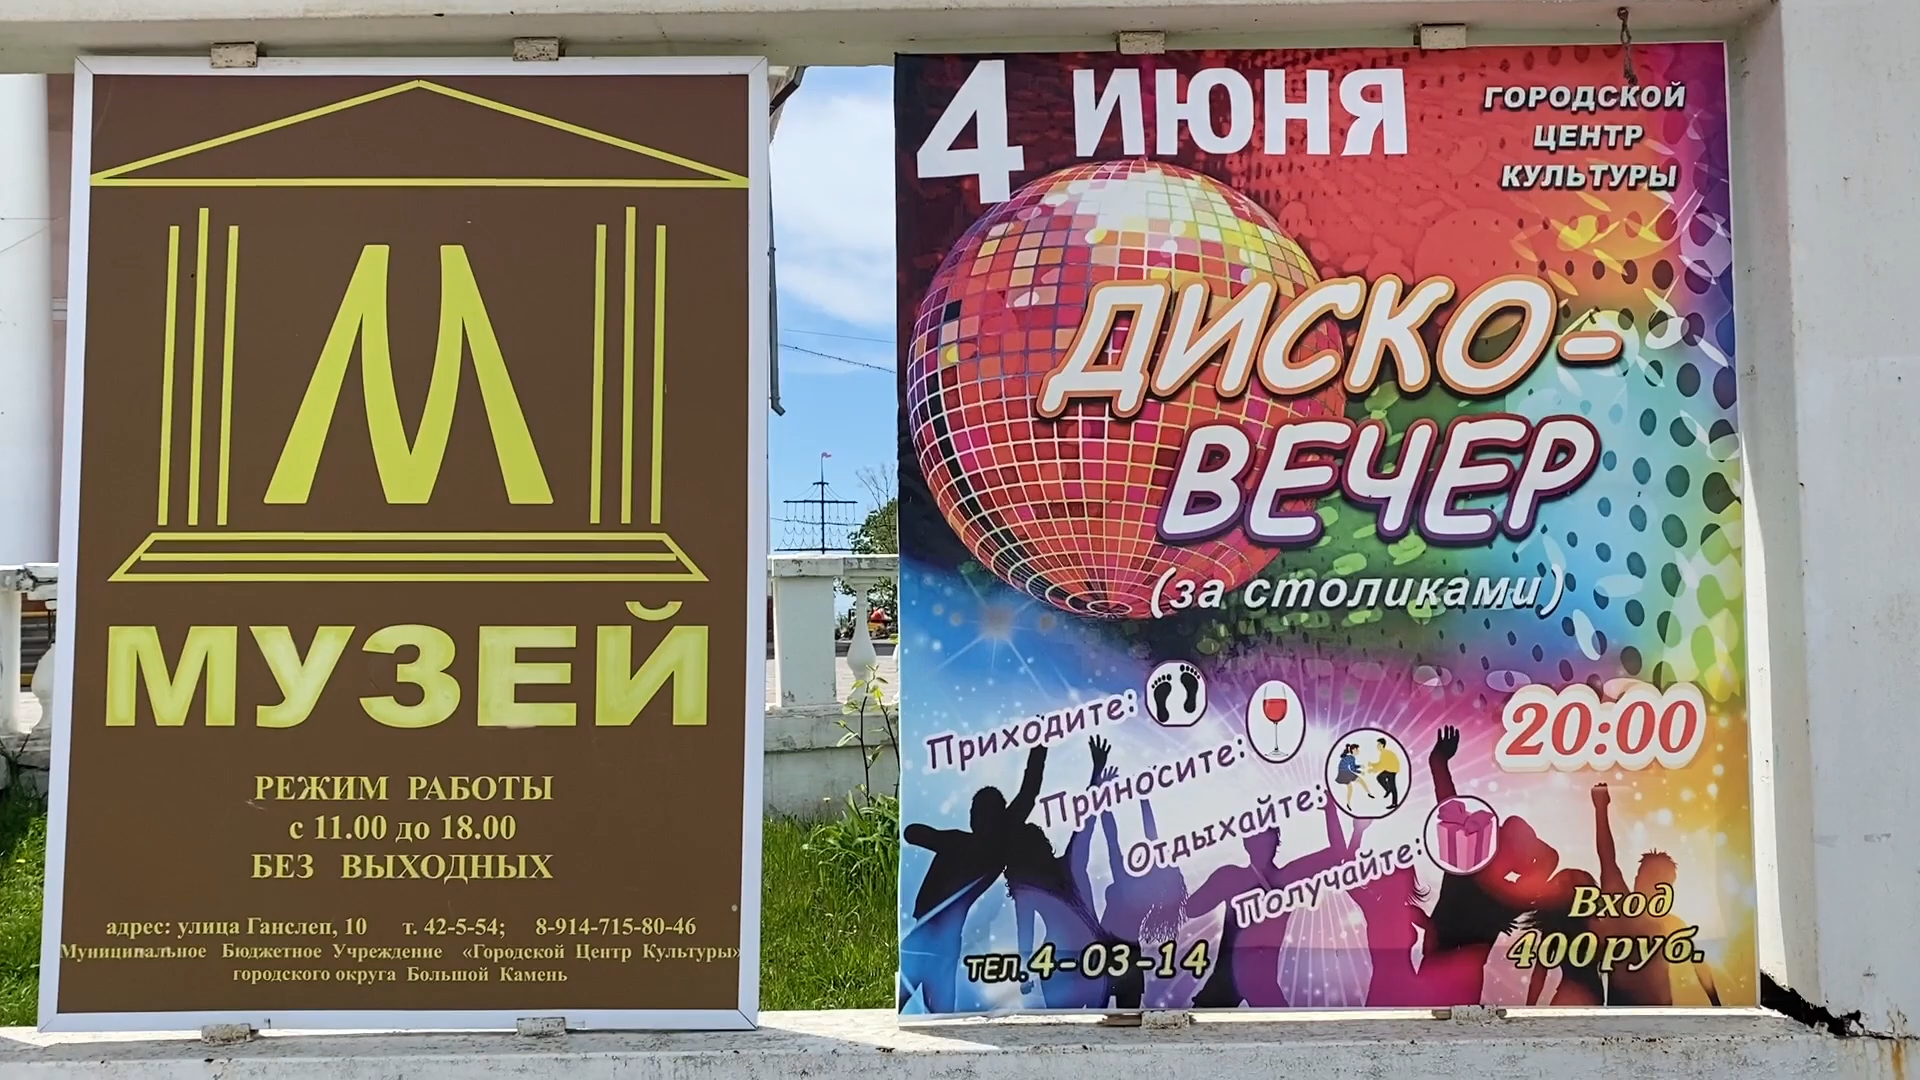 М
МУЗЕЙ
РЕЖИМ РАБОТЫ
с 11.00 до 18.00
БЕЗ ВЫХОДНЫХ
адрес: улица Ганслеп, 10 т. 42-5-54; 8-914-715-80-46
Муниципальное Бюджетное Учреждение «Городской Центр Культуры»
городского округа Большой Камень
4 ИЮНЯ
ГОРОДСКОЙ
ЦЕНТР
КУЛЬТУРЫ
ДИСКО-
ВЕЧЕР
(за столиками)
20:00
Приходите:
Приносите:
Отдыхайте:
Получайте:
Вход
400 руб.
тел. 4-03-14